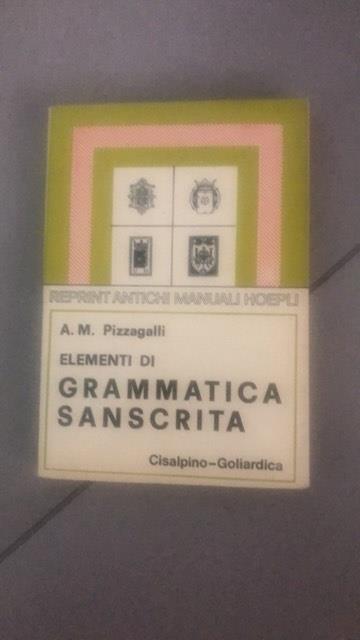 REPRINT ANTICHI MANUALI HOEPLI
A. M. Pizzagalli
ELEMENTI DI
GRAMMATICA
SANSCRITA
Cisalpino-Goliardica